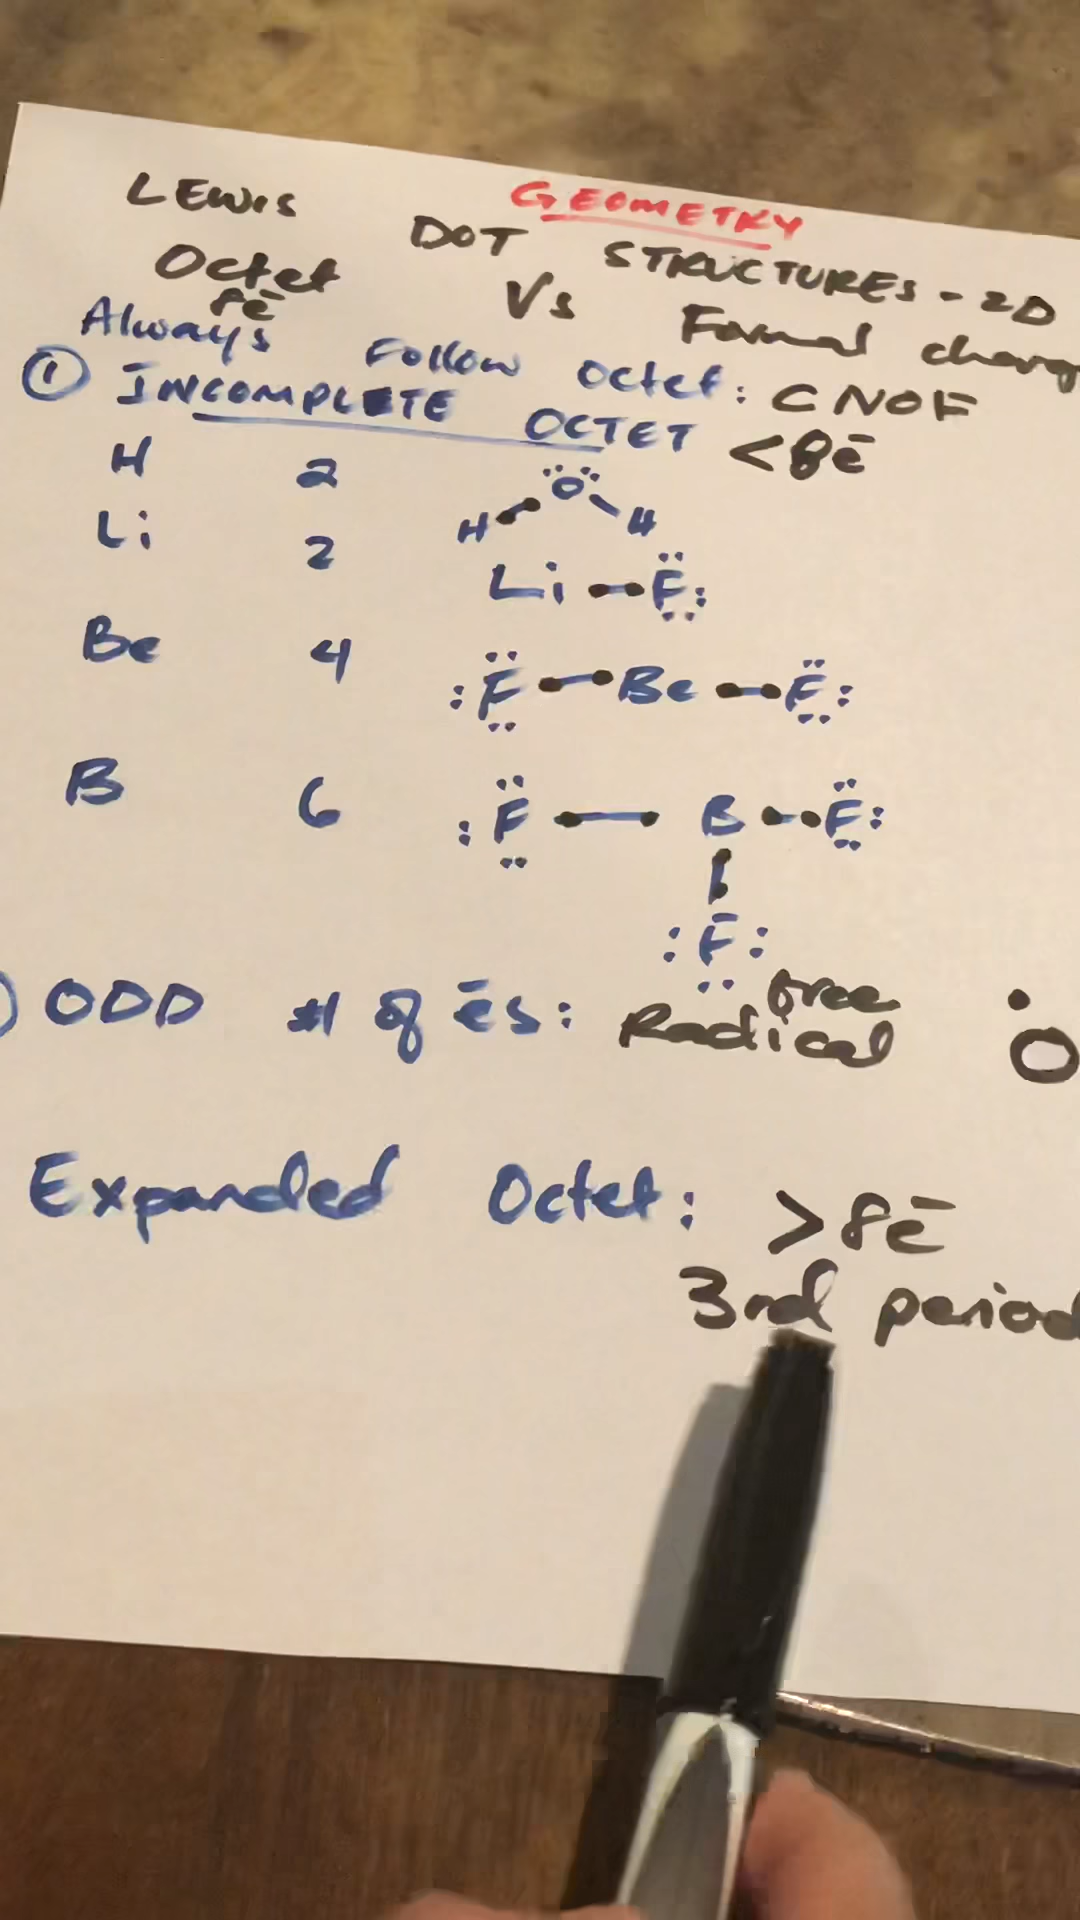 GEOMETRY
LEWIS DOT STRUCTURES - 2D
Octet Vs Formal
8ē
Always Follow Octet: CNOF
① INCOMPLETE OCTET <8ē
H 2 H O H
Li 2 Li F
Be 4 F Be F
B 6 F B F
F
ODD # of ēs: free
Radical O
Expanded Octet: >8ē
3rd period